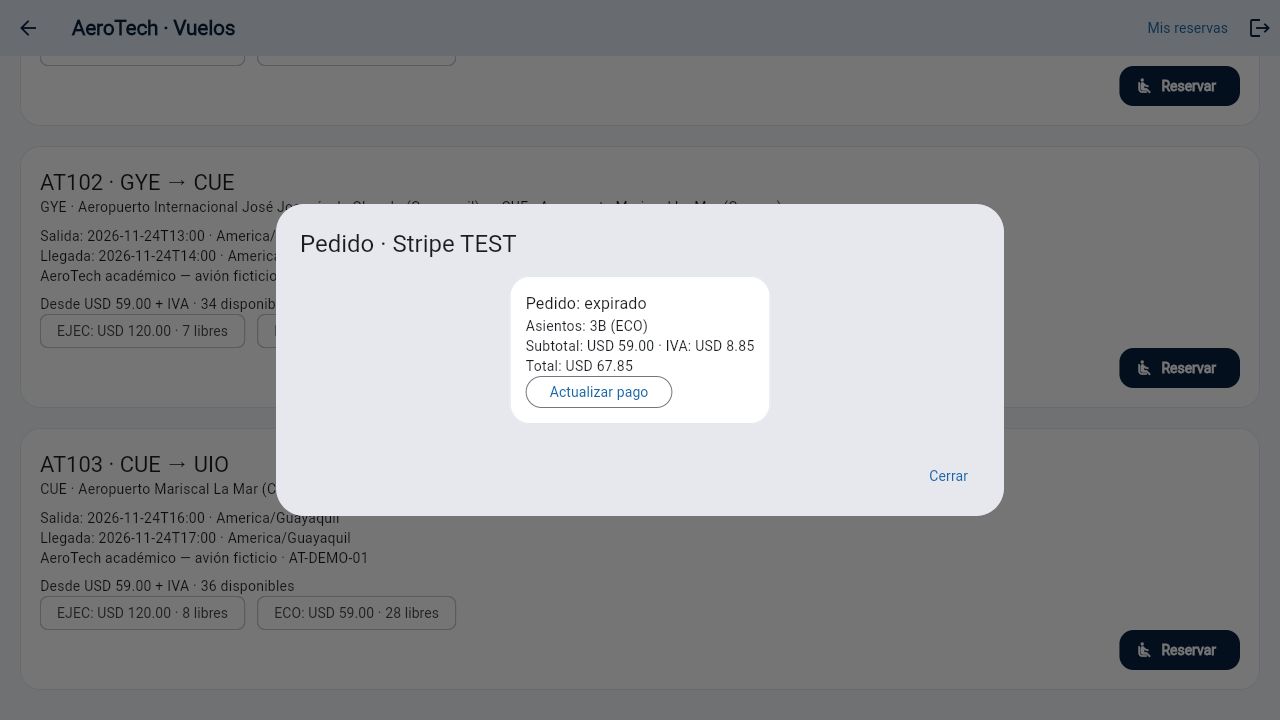 AeroTech · Vuelos
Mis reservas
Reservar
AT102 · GYE → CUE
GYE · Aeropuerto Internacional José
Salida: 2026-11-24T13:00 · America/
Llegada: 2026-11-24T14:00 · America
AeroTech académico — avión ficticio
Desde USD 59.00 + IVA · 34
EJEC: USD 120.00 · 7 libres
Reservar
Pedido · Stripe TEST
Pedido: expirado
Asientos: 3B (ECO)
Subtotal: USD 59.00 · IVA: USD 8.85
Total: USD 67.85
Actualizar pago
Cerrar
AT103 · CUE → UIO
CUE · Aeropuerto Mariscal La Mar
Salida: 2026-11-24T16:00 · America/Guayaquil
Llegada: 2026-11-24T17:00 · America/Guayaquil
AeroTech académico — avión ficticio · AT-DEMO-01
Desde USD 59.00 + IVA · 36 disponibles
EJEC: USD 120.00 · 8 libres
ECO: USD 59.00 · 28 libres
Reservar